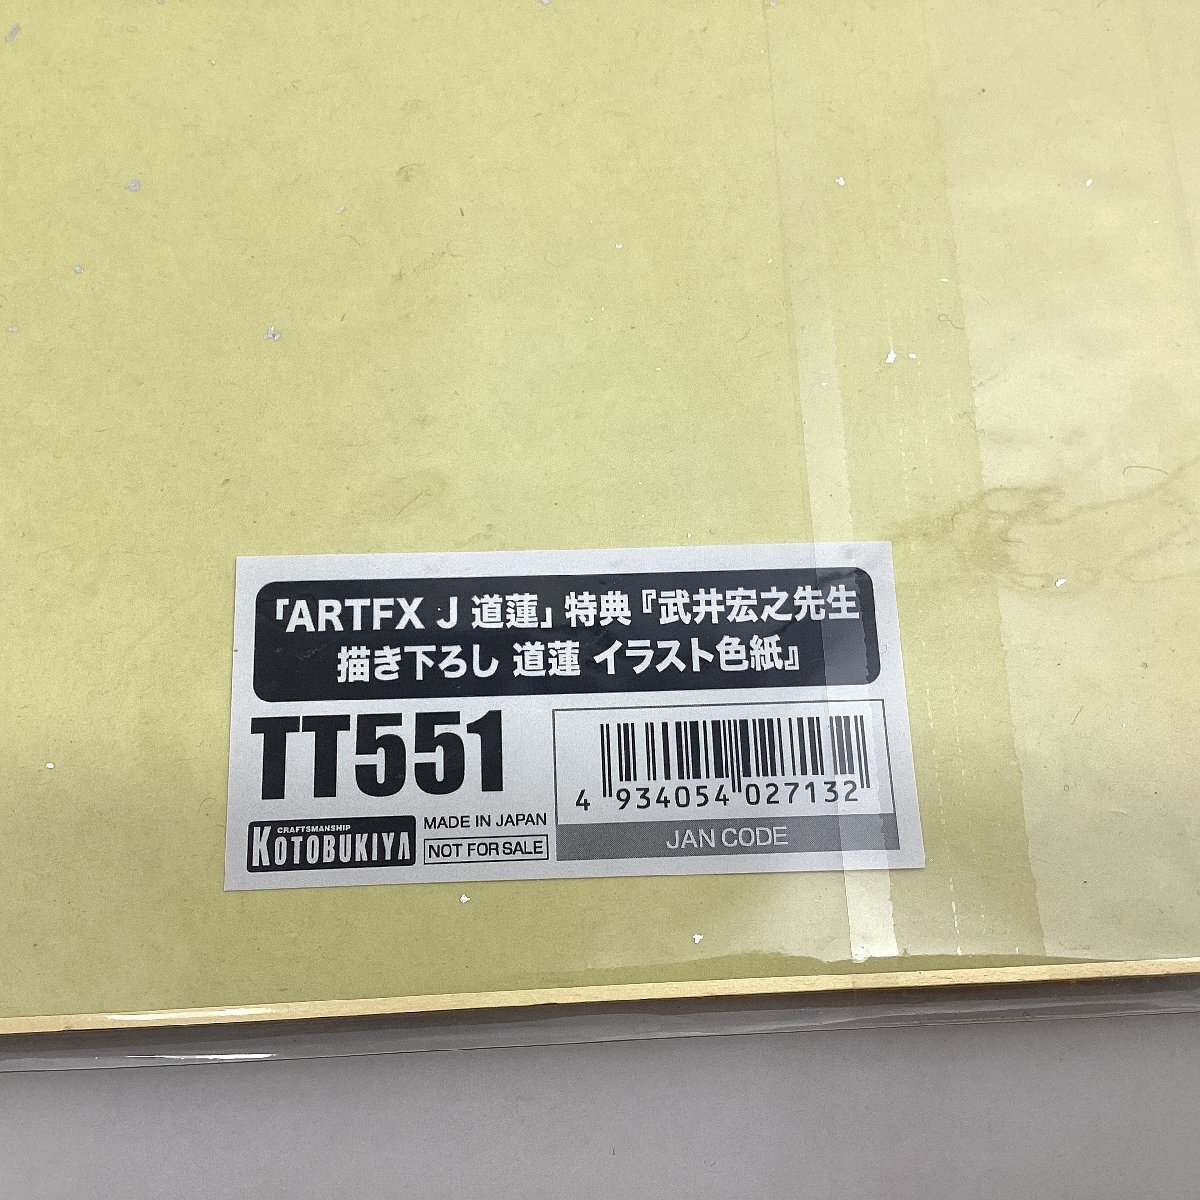 「ARTFX J 道蓮」特典『武井宏之先生
描き下ろし 道蓮 イラスト色紙』
TT551
4 934054 027132
JAN CODE
CRAFTSMANSHIP
KOTOBUKIYA
MADE IN JAPAN
NOT FOR SALE